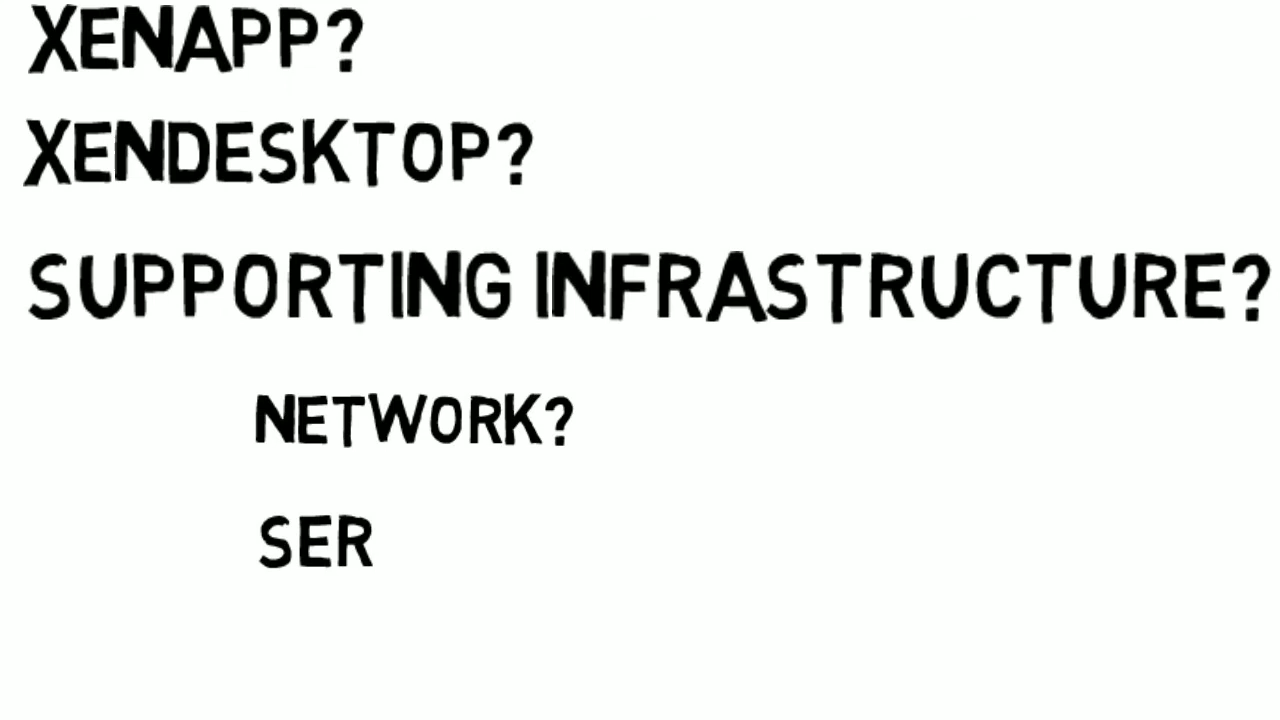 XENAPP?
XENDESKTOP?
SUPPORTING INFRASTRUCTURE?
NETWORK?
SER